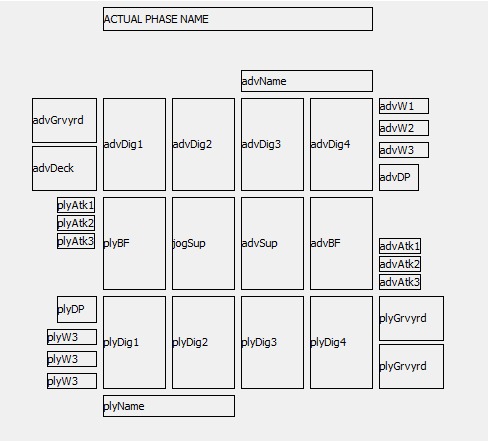 ACTUAL PHASE NAME
advName
advGrvyrd
advDig1
advDig2
advDig3
advDig4
advW1
advW2
advW3
advDeck
advDP
plyAtk1
plyAtk2
plyAtk3
plyBF
jogSup
advSup
advBF
advAtk1
advAtk2
advAtk3
plyDP
plyW3
plyW3
plyW3
plyDig1
plyDig2
plyDig3
plyDig4
plyGrvyrd
plyGrvyrd
plyName